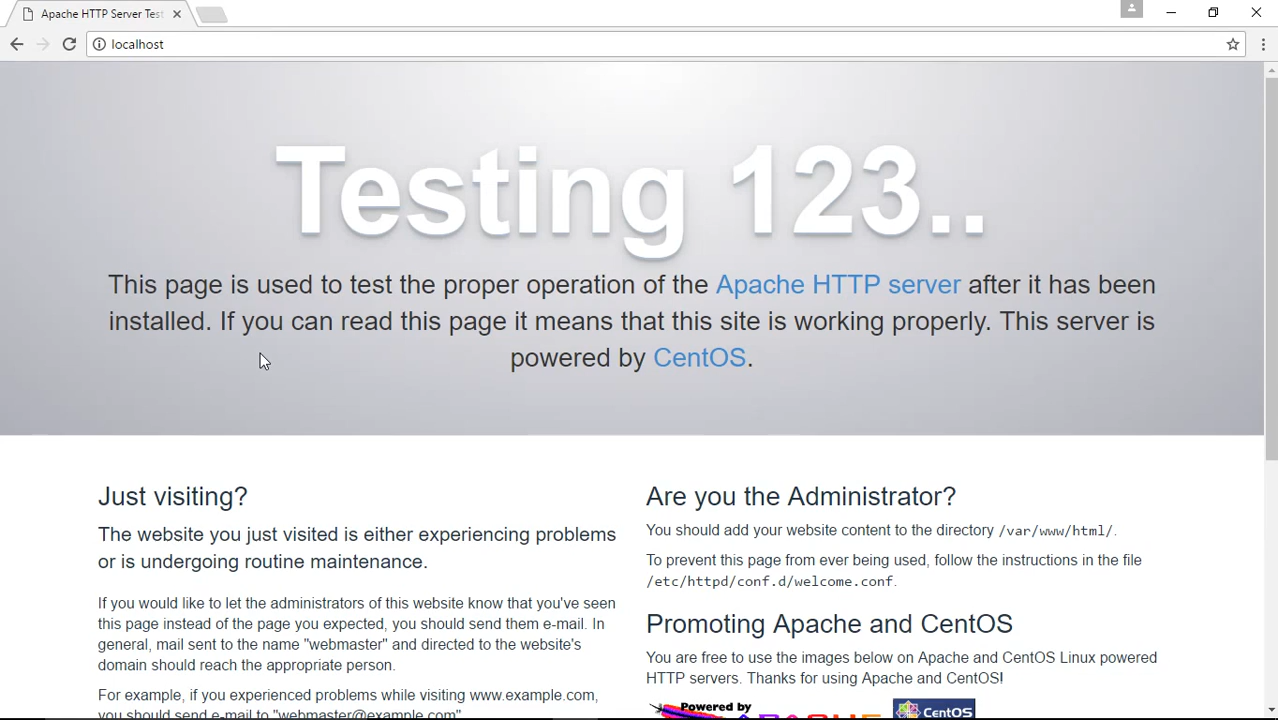 Apache HTTP Server Test
localhost
Testing 123..
This page is used to test the proper operation of the Apache HTTP server after it has been
installed. If you can read this page it means that this site is working properly. This server is
powered by CentOS.
Just visiting?
The website you just visited is either experiencing problems
or is undergoing routine maintenance.
If you would like to let the administrators of this website know that you've seen
this page instead of the page you expected, you should send them e-mail. In
general, mail sent to the name "webmaster" and directed to the website's
domain should reach the appropriate person.
For example, if you experienced problems while visiting www.example.com,
you should send e-mail to "webmaster@example.com".
Are you the Administrator?
You should add your website content to the directory /var/www/html/.
To prevent this page from ever being used, follow the instructions in the file
/etc/httpd/conf.d/welcome.conf.
Promoting Apache and CentOS
You are free to use the images below on Apache and CentOS Linux powered
HTTP servers. Thanks for using Apache and CentOS!
Powered by
APACHE
CentOS